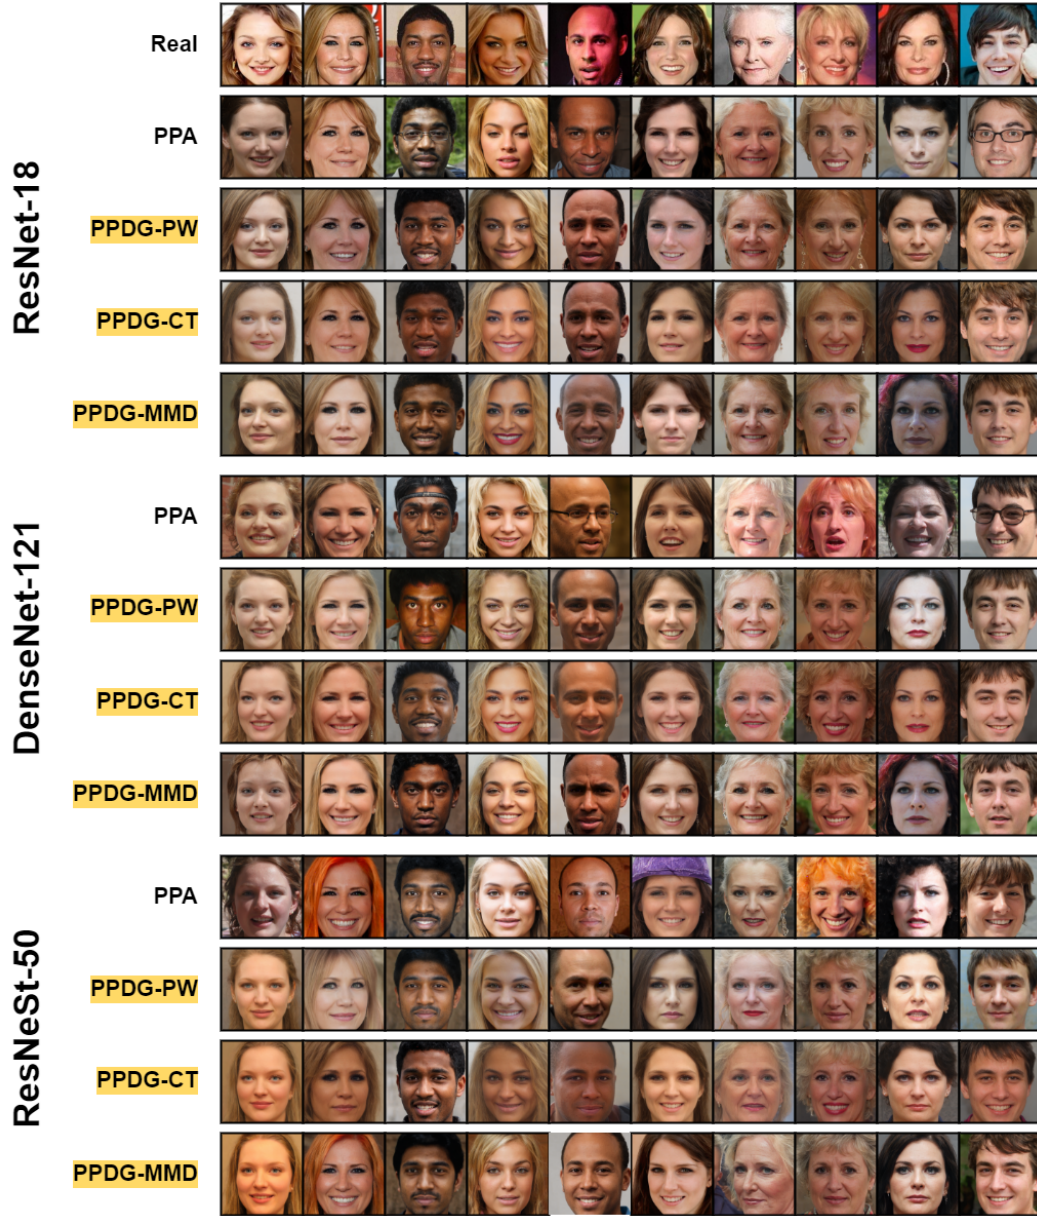 Real
ResNet-18
PPA
PPDG-PW
PPDG-CT
PPDG-MMD
DenseNet-121
PPA
PPDG-PW
PPDG-CT
PPDG-MMD
ResNeSt-50
PPA
PPDG-PW
PPDG-CT
PPDG-MMD